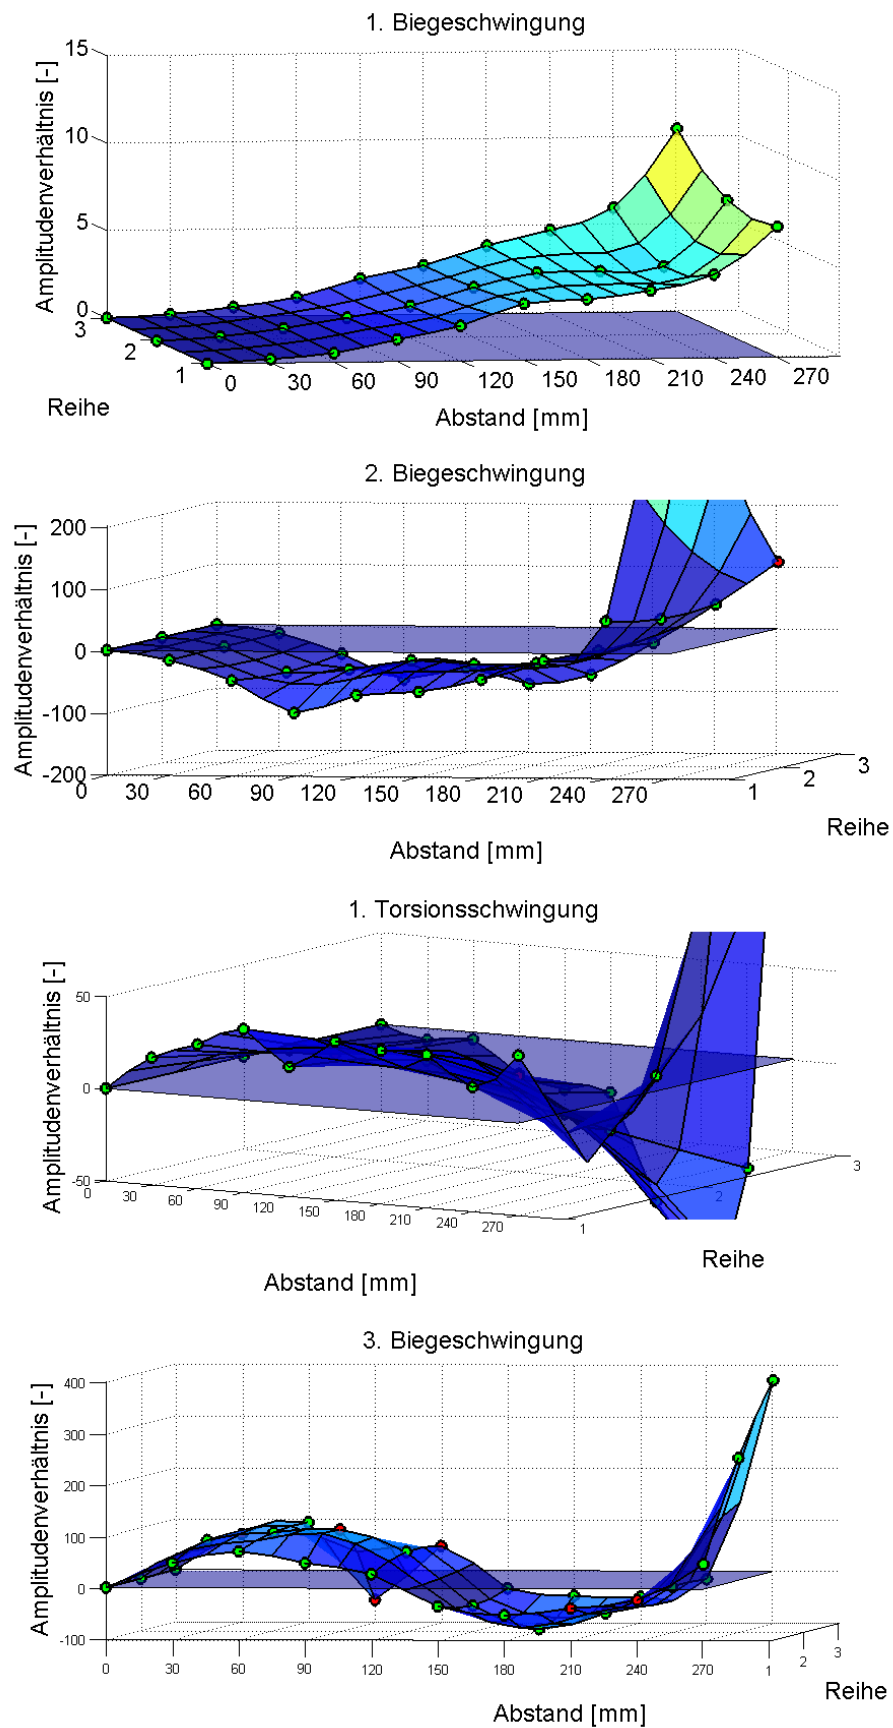 1. Biegeschwingung
Amplitudenverhältnis [-]
15
10
5
0
3
2
1
Reihe
0 30 60 90 120 150 180 210 240 270
Abstand [mm]
2. Biegeschwingung
Amplitudenverhältnis [-]
200
100
0
-100
-200
0 30 60 90 120 150 180 210 240 270
1 2 3
Reihe
Abstand [mm]
1. Torsionsschwingung
Amplitudenverhältnis [-]
50
0
-50
0 30 60 90 120 150 180 210 240 270
1 2 3
Reihe
Abstand [mm]
3. Biegeschwingung
Amplitudenverhältnis [-]
400
300
200
100
0
-100
0 30 60 90 120 150 180 210 240 270
1 2 3
Reihe
Abstand [mm]